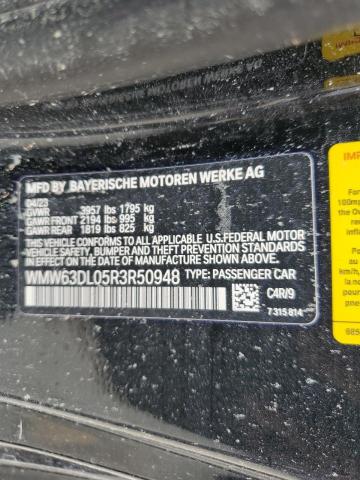 MFD BY BAYERISCHE MOTOREN WERKE AG
04/23
GVWR 3957 lbs 1795 kg
GAWR FRONT 2194 lbs 995 kg
GAWR REAR 1819 lbs 825 kg
THIS VEHICLE CONFORMS TO ALL APPLICABLE
U.S.FEDERAL MOTOR
VEHICLE SAFETY, BUMPER, AND THEFT PREVENTION STANDARDS
IN EFFECT ON THE DATE OF MANUFACTURE SHOWN ABOVE.
WMW63DL05R3R50948 TYPE: PASSENGER CAR
C4R/9
7 315 814